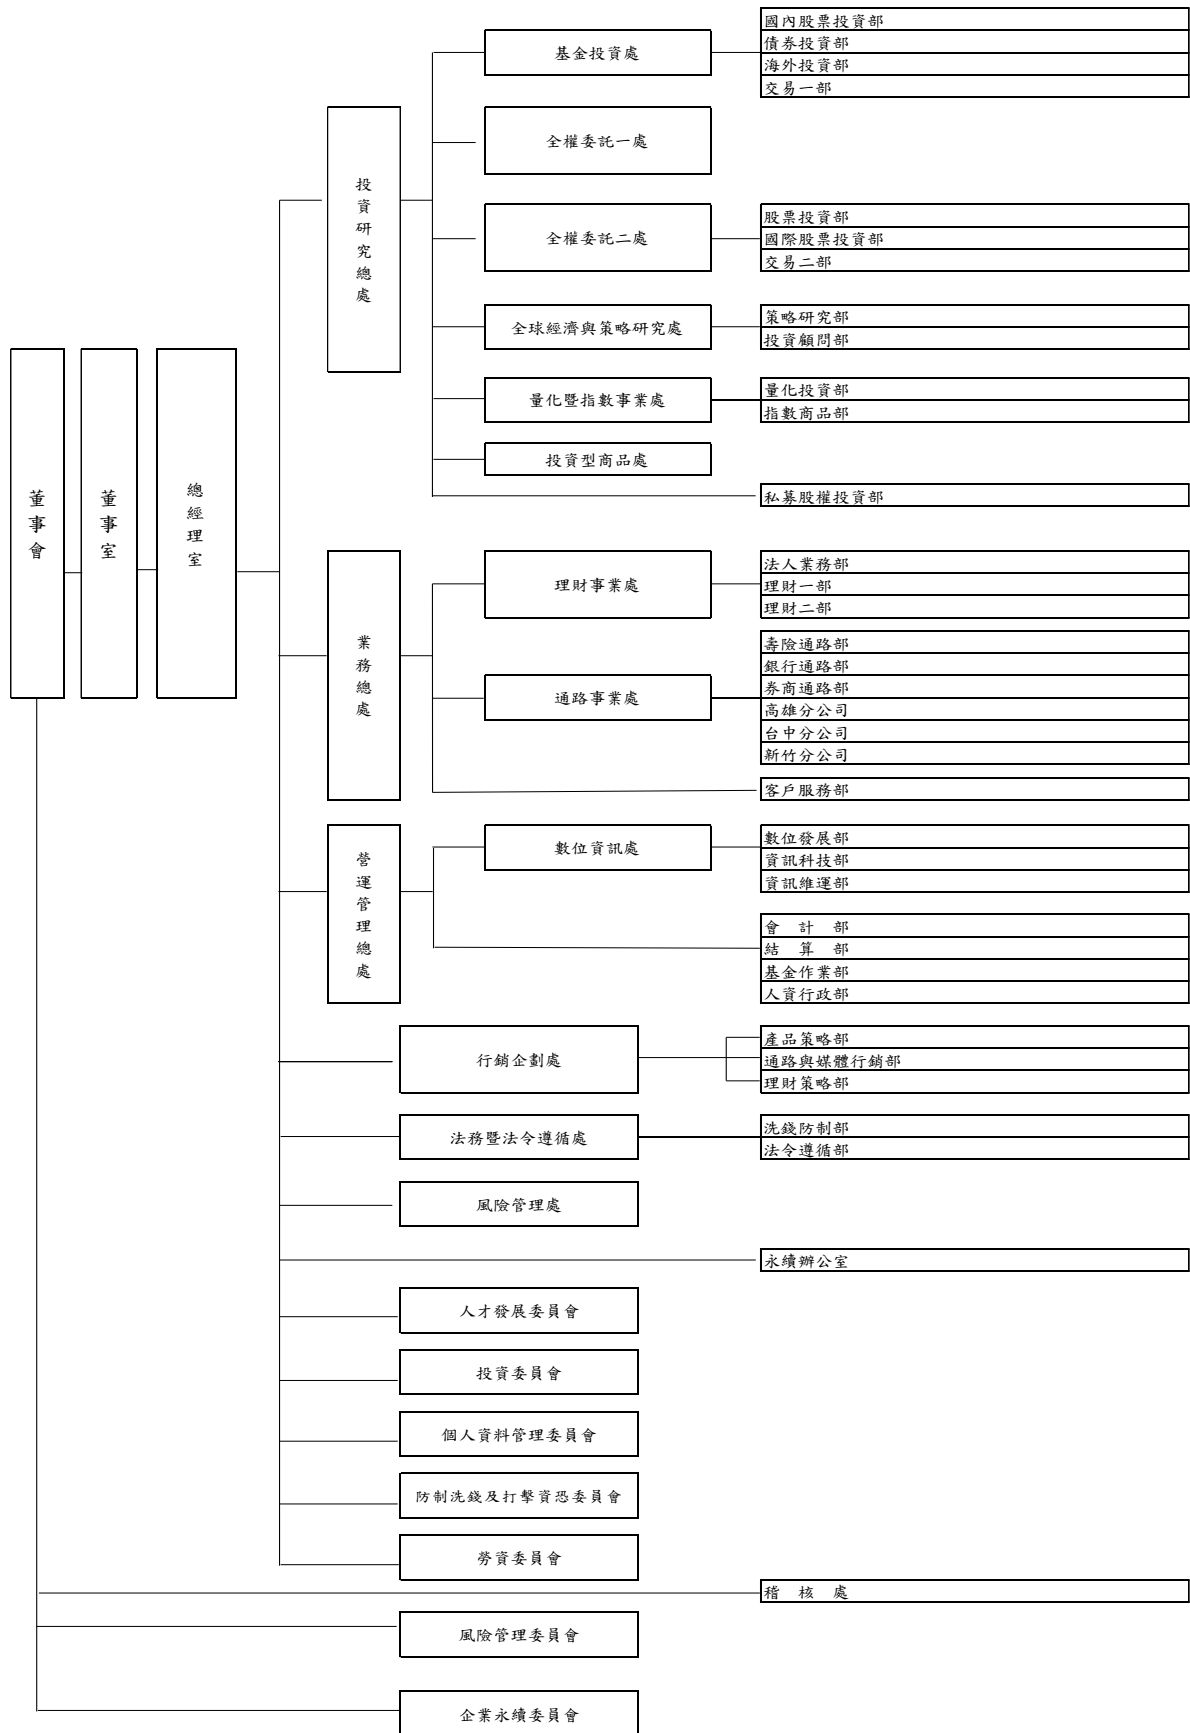 董事會
董事室
總經理室
投資研究總處
基金投資處
國內股票投資部
債券投資部
海外投資部
交易一部
全權委託一處
全權委託二處
股票投資部
國際股票投資部
交易二部
全球經濟與策略研究處
策略研究部
投資顧問部
量化暨指數事業處
量化投資部
指數商品部
投資型商品處
私募股權投資部
業務總處
理財事業處
法人業務部
理財一部
理財二部
通路事業處
壽險通路部
銀行通路部
券商通路部
高雄分公司
台中分公司
新竹分公司
客戶服務部
營運管理總處
數位資訊處
數位發展部
資訊科技部
資訊維運部
會 計 部
結 算 部
基金作業部
人資行政部
行銷企劃處
產品策略部
通路與媒體行銷部
理財策略部
法務暨法令遵循處
洗錢防制部
法令遵循部
風險管理處
永續辦公室
人才發展委員會
投資委員會
個人資料管理委員會
防制洗錢及打擊資恐委員會
勞資委員會
稽 核 處
風險管理委員會
企業永續委員會